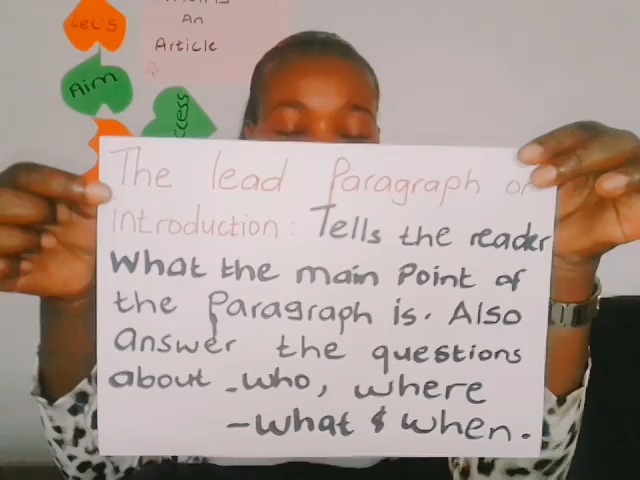 Let's
Aim
An
Article
The lead Paragraph or
introduction: Tells the reader
What the main Point of
the Paragraph is. Also
answer the questions
about -who, where
-what & when.